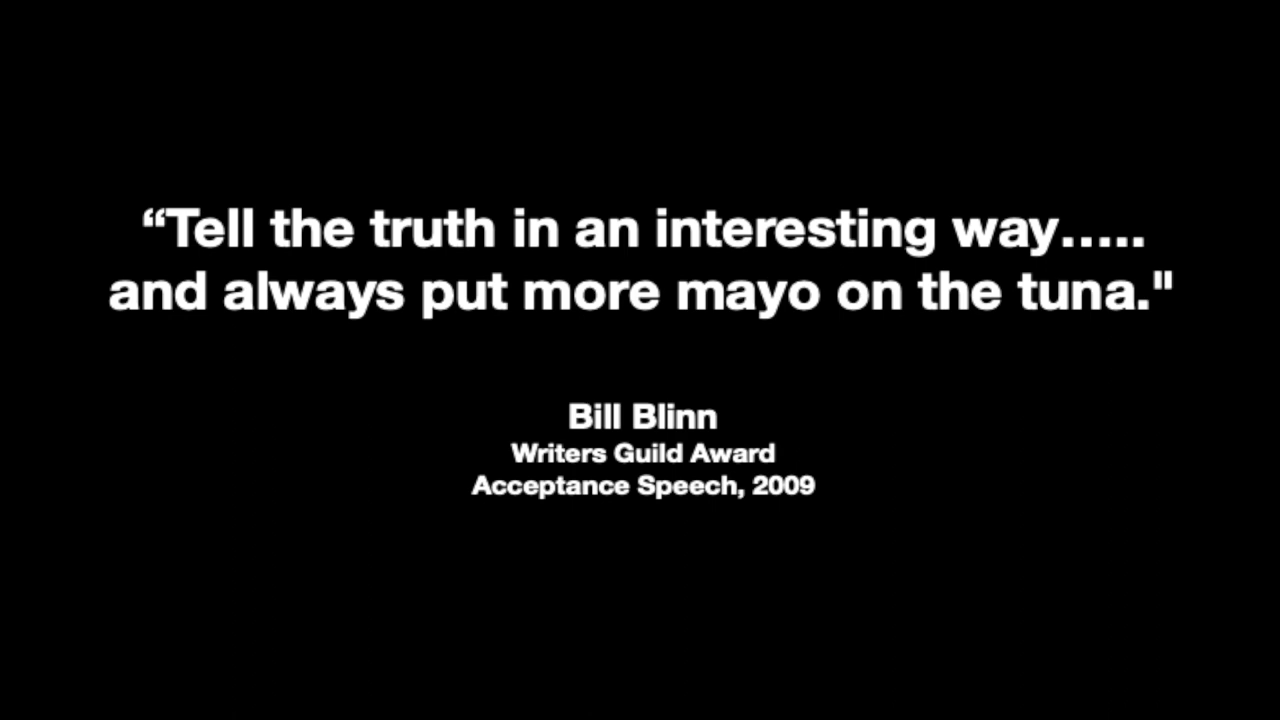 “Tell the truth in an interesting way…..
and always put more mayo on the tuna."
Bill Blinn
Writers Guild Award
Acceptance Speech, 2009